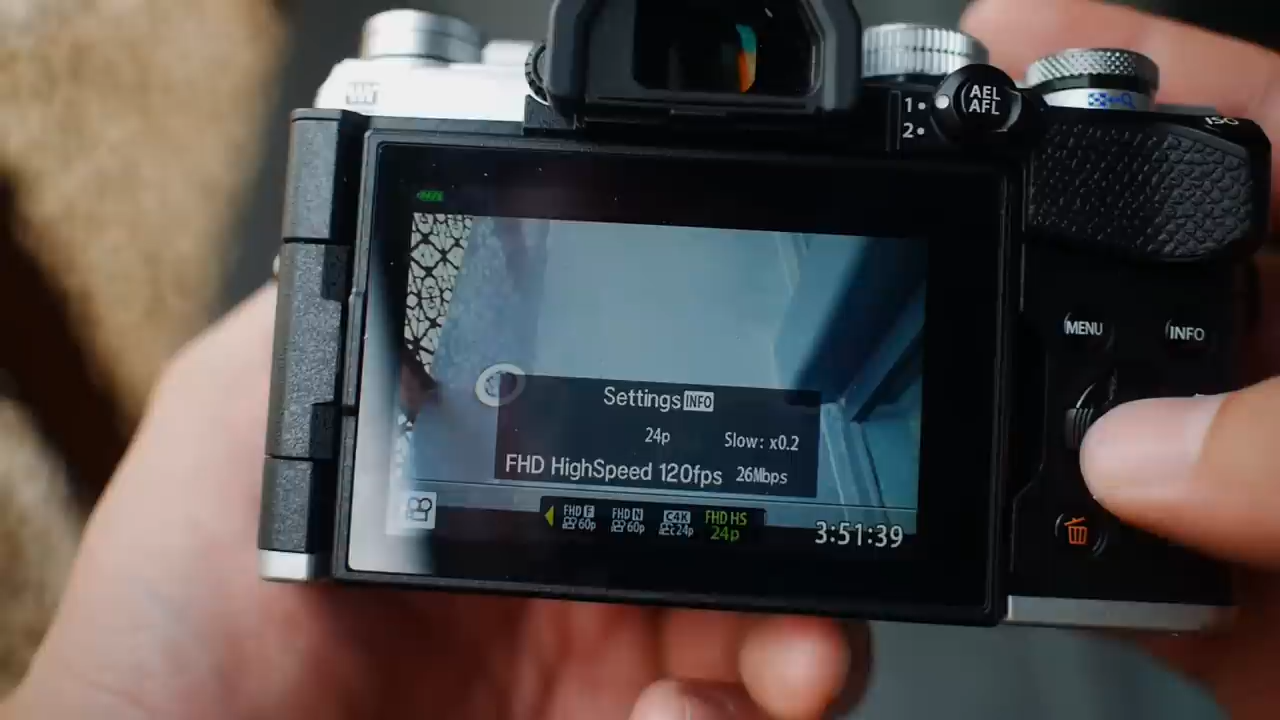 AEL
AFL
1
2
ISO
MENU
INFO
Settings INFO
24p Slow: x0.2
FHD HighSpeed 120fps 26Mbps
FHD F 60p
FHD N 60p
C4K 24p
FHD HS 24p
3:51:39